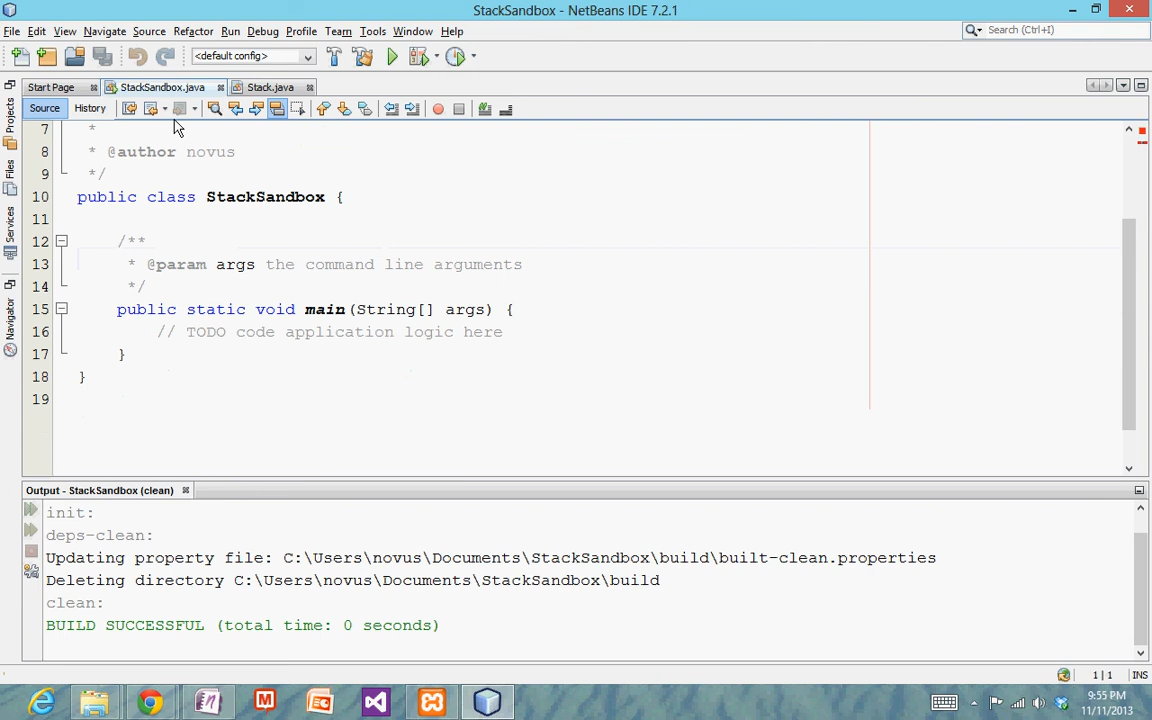 StackSandbox - NetBeans IDE 7.2.1
File Edit View Navigate Source Refactor Run Debug Profile Team Tools Window Help
Search (Ctrl+I)
<default config>
Start Page StackSandbox.java Stack.java
Source History
Projects
Files
Services
Navigator
7 *
8 * @author novus
9 */
10 public class StackSandbox {
11
12 /**
13 * @param args the command line arguments
14 */
15 public static void main(String[] args) {
16 // TODO code application logic here
17 }
18 }
19
Output - StackSandbox (clean)
init:
deps-clean:
Updating property file: C:\Users\novus\Documents\StackSandbox\build\built-clean.properties
Deleting directory C:\Users\novus\Documents\StackSandbox\build
clean:
BUILD SUCCESSFUL (total time: 0 seconds)
1|1 INS
9:55 PM
11/11/2013